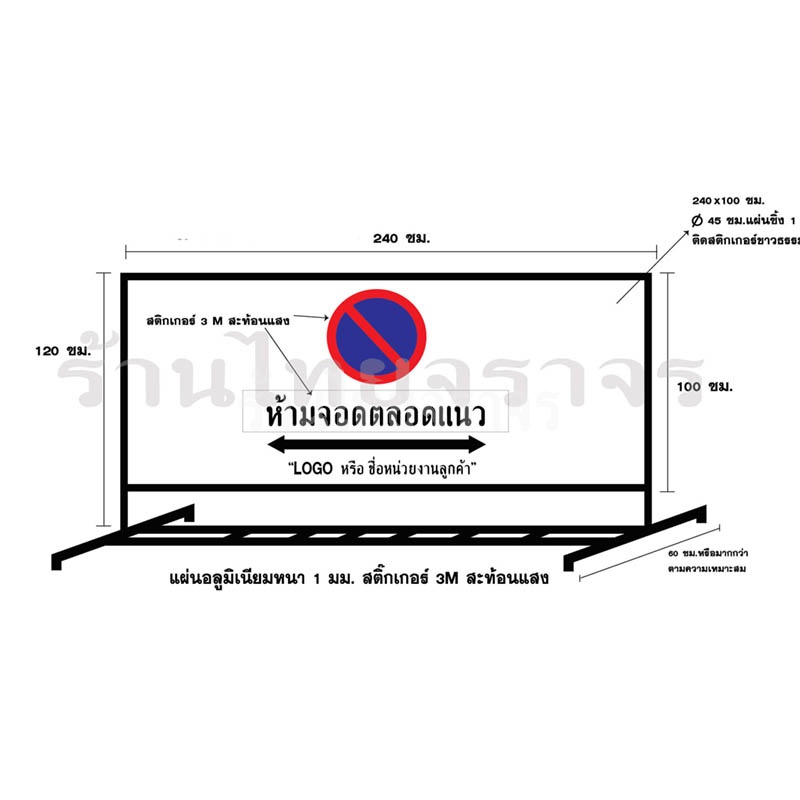 240 x 100 ซม.
Ø 45 ซม.แผ่นซิ้ง 1
ติดสติกเกอร์ขาวธรรม
240 ซม.
สติกเกอร์ 3 M สะท้อนแสง
120 ซม.
ร้านไทยจราจร
100 ซม.
ห้ามจอดตลอดแนว
“LOGO หรือ ชื่อหน่วยงานลูกค้า”
60 ซม.หรือมากกว่า
ตามความเหมาะสม
แผ่นอลูมิเนียมหนา 1 มม. สติ๊กเกอร์ 3M สะท้อนแสง